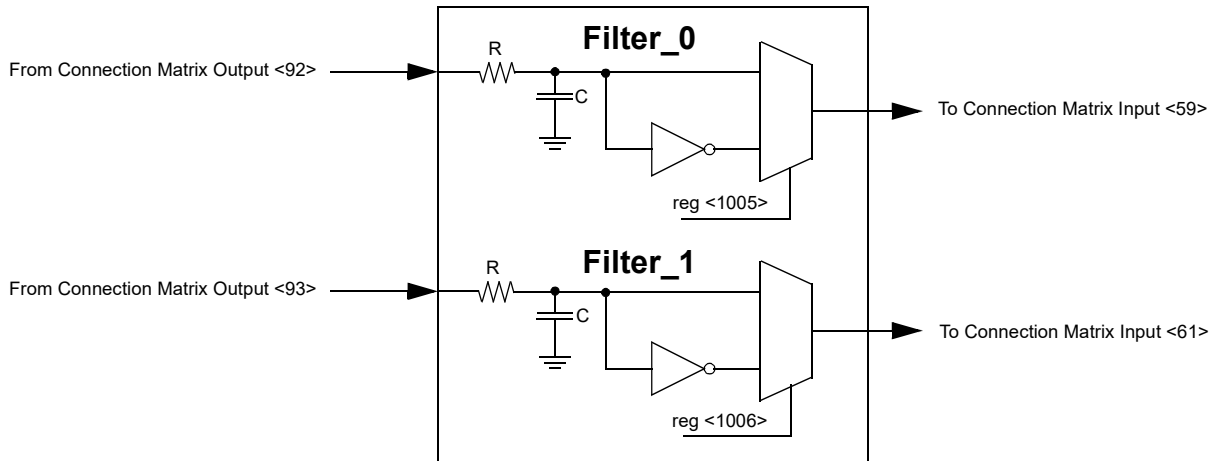 Filter_0
R
From Connection Matrix Output <92>
C
To Connection Matrix Input <59>
reg <1005>
Filter_1
R
From Connection Matrix Output <93>
C
To Connection Matrix Input <61>
reg <1006>